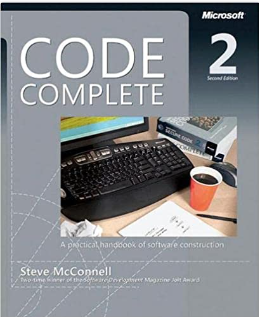 Microsoft
CODE
COMPLETE
2
Second Edition
A practical handbook of software construction
Steve McConnell
Two-time winner of the Software Development Magazine Jolt Award